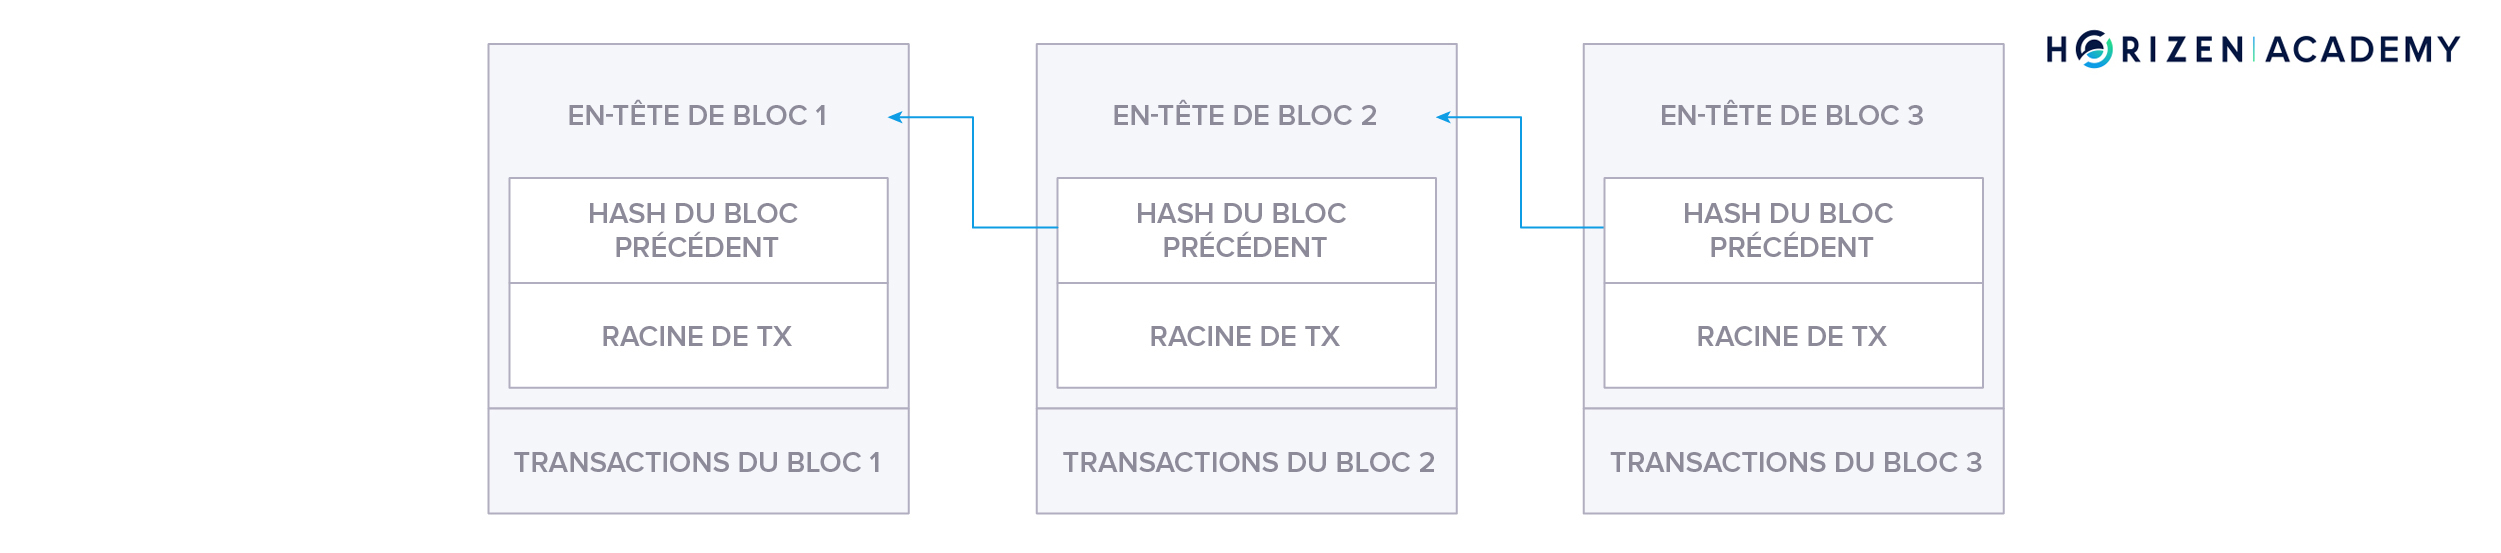 HORIZEN | ACADEMY
EN-TÊTE DE BLOC 1
HASH DU BLOC
PRÉCÉDENT
RACINE DE TX
TRANSACTIONS DU BLOC 1
EN-TÊTE DE BLOC 2
HASH DU BLOC
PRÉCÉDENT
RACINE DE TX
TRANSACTIONS DU BLOC 2
EN-TÊTE DE BLOC 3
HASH DU BLOC
PRÉCÉDENT
RACINE DE TX
TRANSACTIONS DU BLOC 3